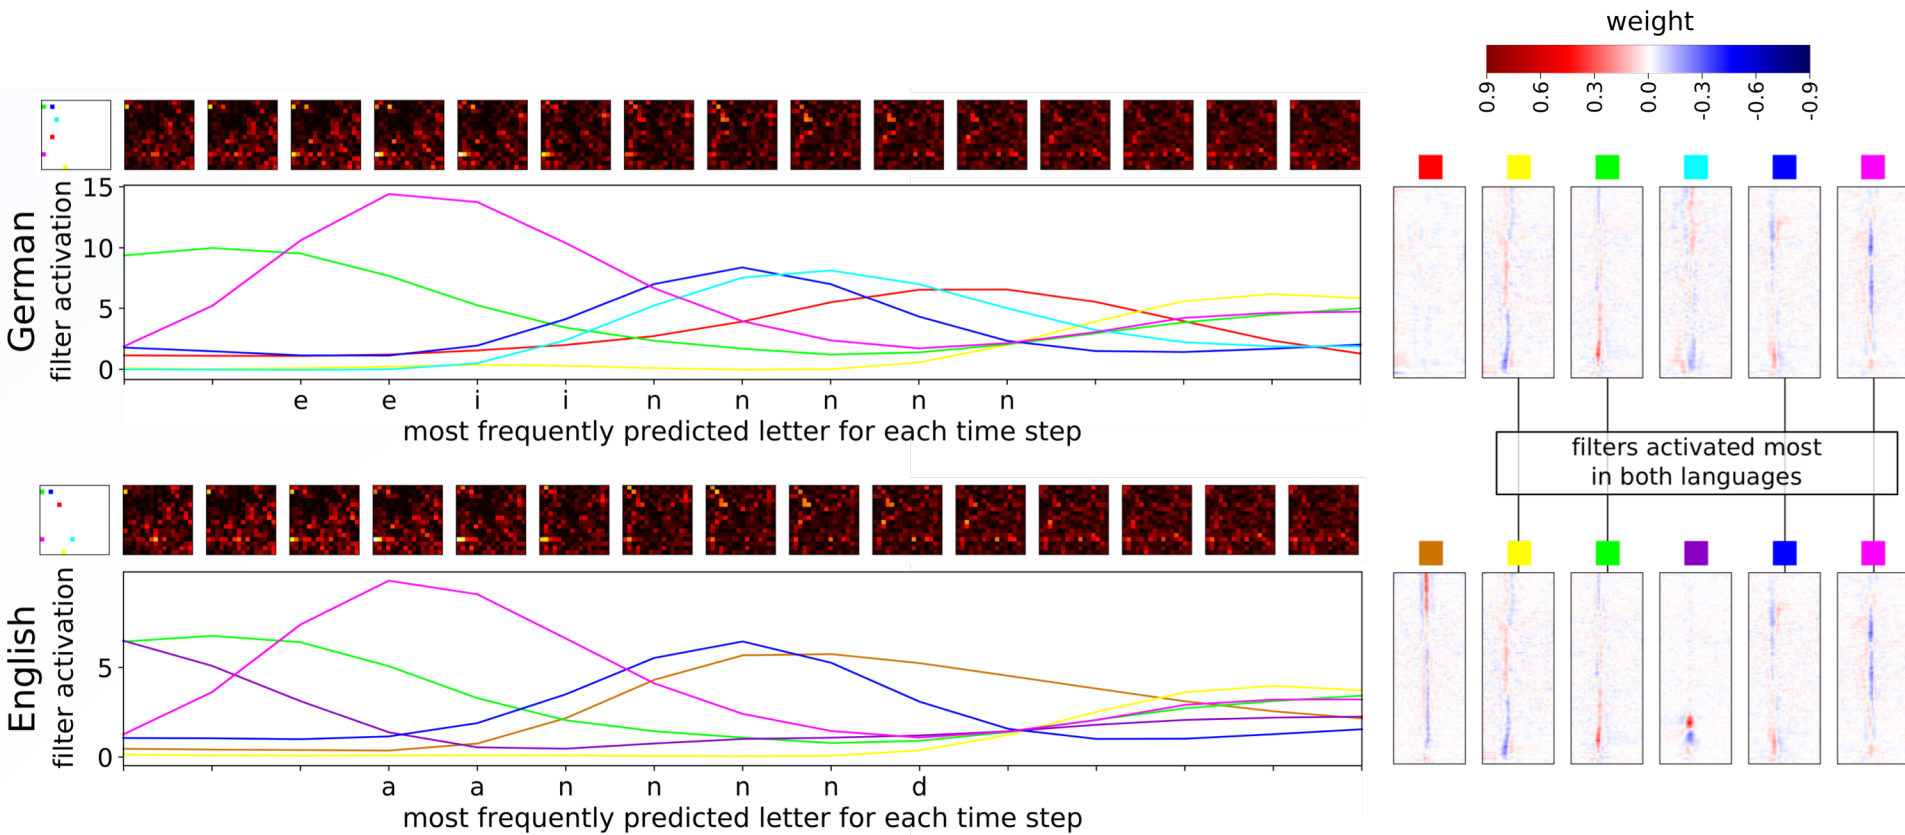 weight
0.9 0.6 0.3 0.0 -0.3 -0.6 -0.9
German
filter activation
15
10
5
0
e e i i n n n n n
most frequently predicted letter for each time step
filters activated most
in both languages
English
filter activation
5
0
a a n n n n d
most frequently predicted letter for each time step